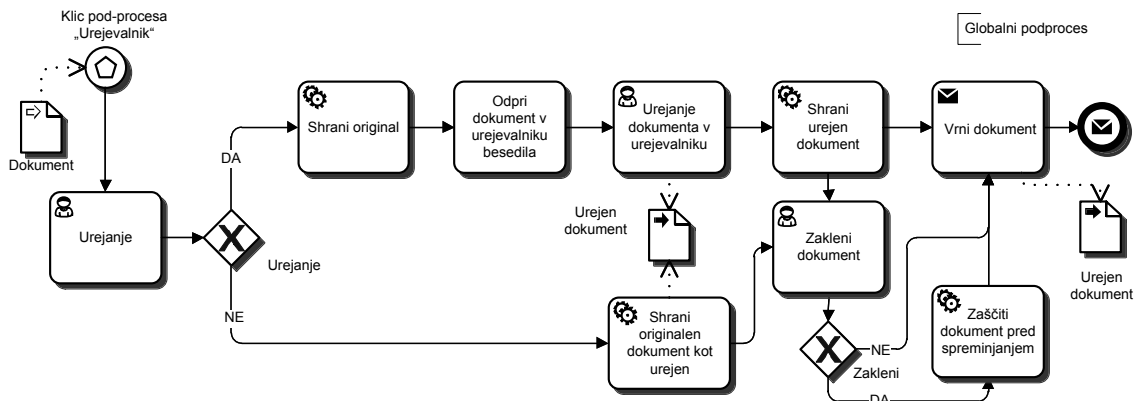 Klic pod-procesa
„Urejevalnik“
Globalni podproces
Dokument
Urejanje
DA
Urejanje
NE
Shrani original
Odpri
dokument v
urejevalniku
besedila
Urejanje
dokumenta v
urejevalniku
Shrani
urejen
dokument
Vrni dokument
Urejen
dokument
Zakleni
dokument
Urejen
dokument
Shrani
originalen
dokument kot
urejen
NE
Zakleni
DA
Zaščiti
dokument pred
spreminjanjem